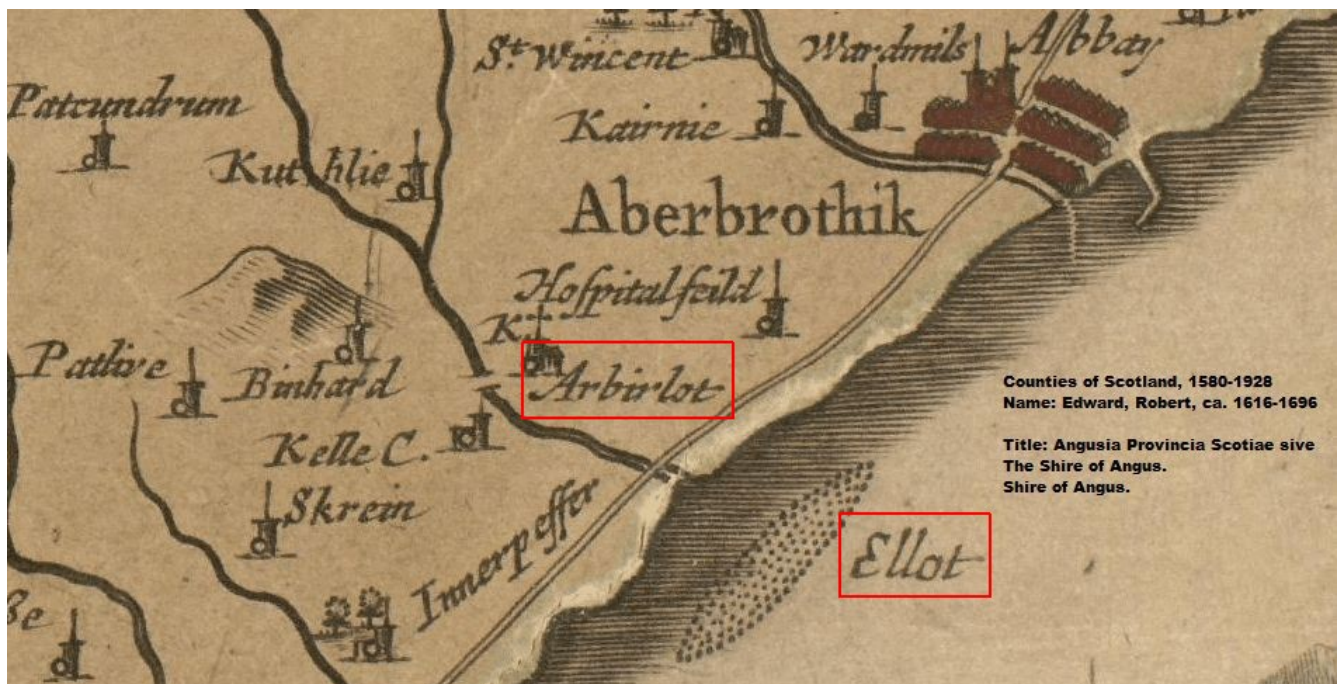 St. Wincent
Wardmils
Abbay
Patcundrum
Kairnie
Kuthlie
Aberbrothik
Hospitalfeild
K.
Patlive
Binhard
Arbirlot
Kelle C.
Skrein
Innerpeffer
Ellot
Counties of Scotland, 1580-1928
Name: Edward, Robert, ca. 1616-1696
Title: Angusia Provincia Scotiae sive
The Shire of Angus.
Shire of Angus.